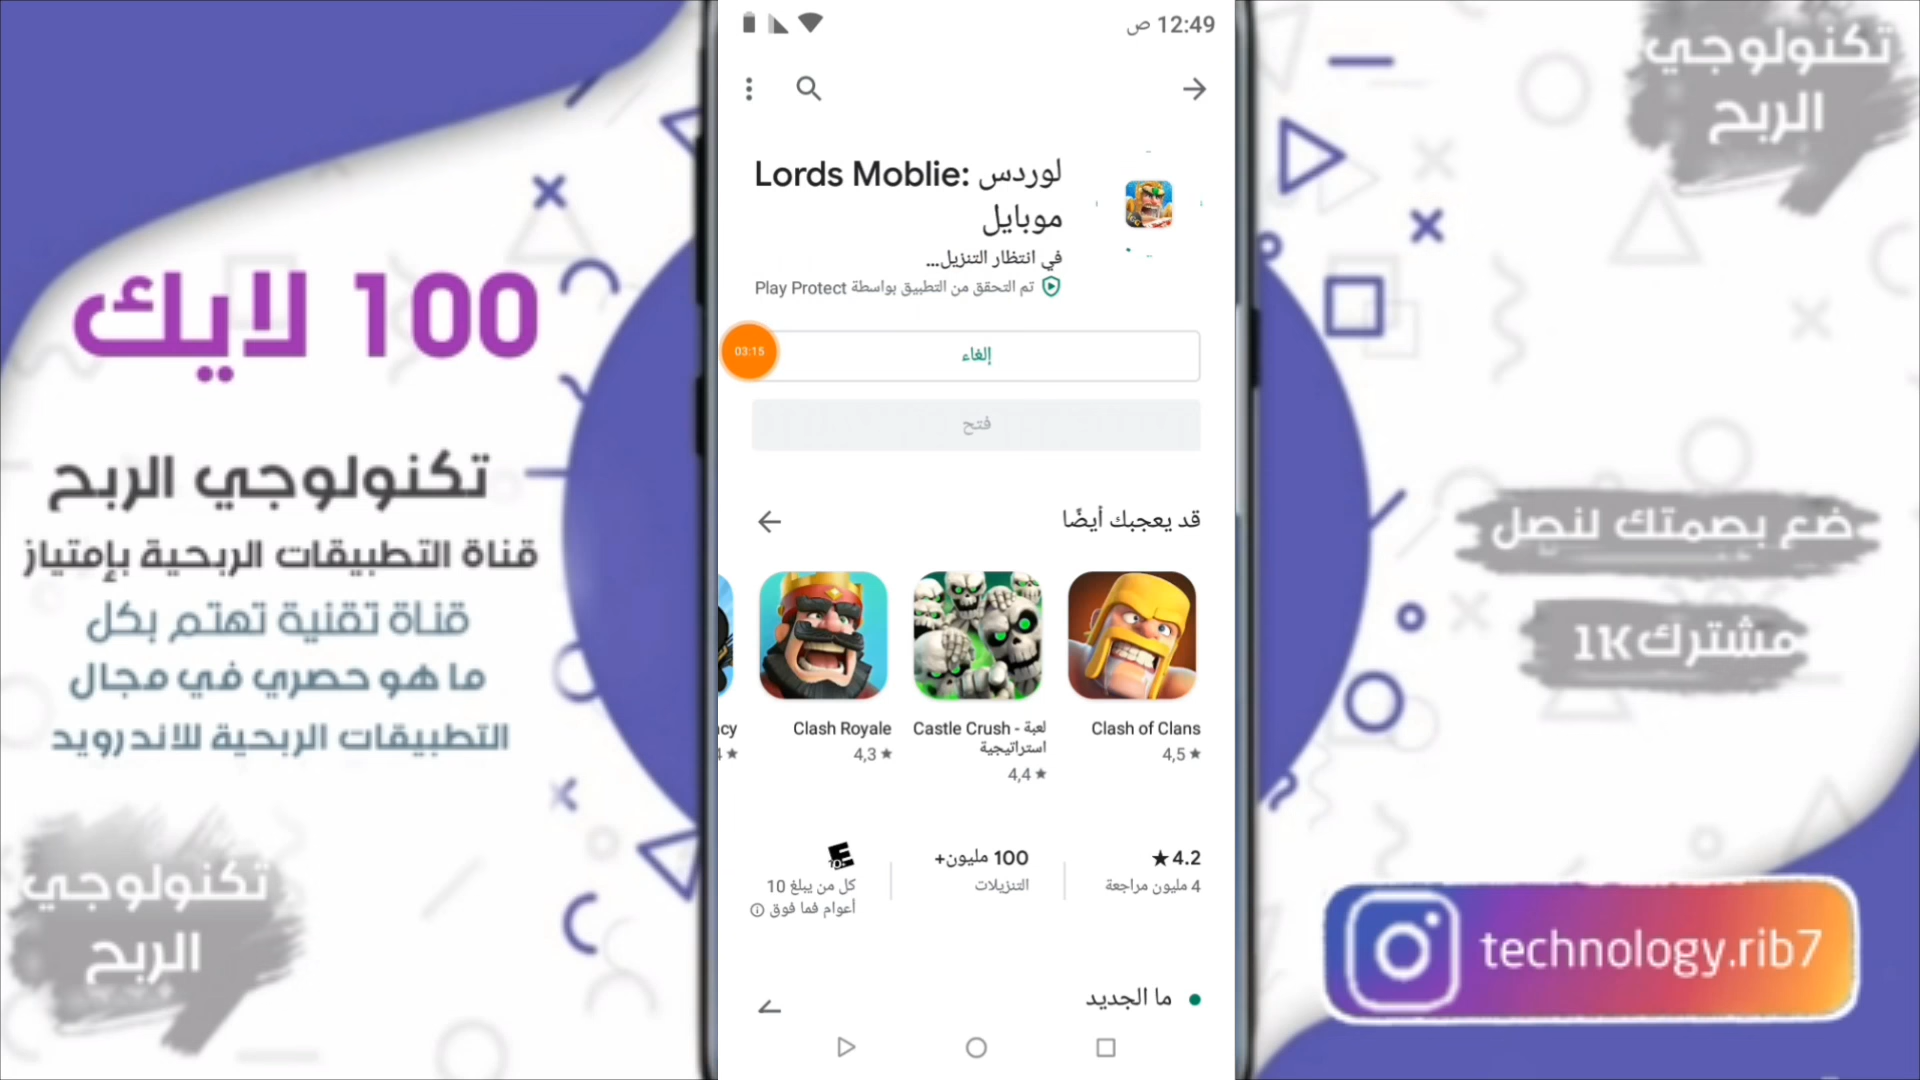 100 لايك
تكنولوجي الربح
قناة التطبيقات الربحية بإمتياز
قناة تقنية تهتم بكل
ما هو حصري في مجال
التطبيقات الربحية للاندرويد
تكنولوجي
الربح
12:49 ص
Lords Moblie: لوردس
موبايل
في انتظار التنزيل...
تم التحقق من التطبيق بواسطة Play Protect
03:15
إلغاء
فتح
قد يعجبك أيضًا
Clash of Clans
4,5 ★
Castle Crush - لعبة
استراتيجية
4,4 ★
Clash Royale
4,3 ★
4.2 ★
4 مليون مراجعة
100 مليون+
التنزيلات
كل من يبلغ 10
أعوام فما فوق
ما الجديد
تكنولوجي
الربح
ضع بصمتك لنصل
1K مشترك
technology.rib7